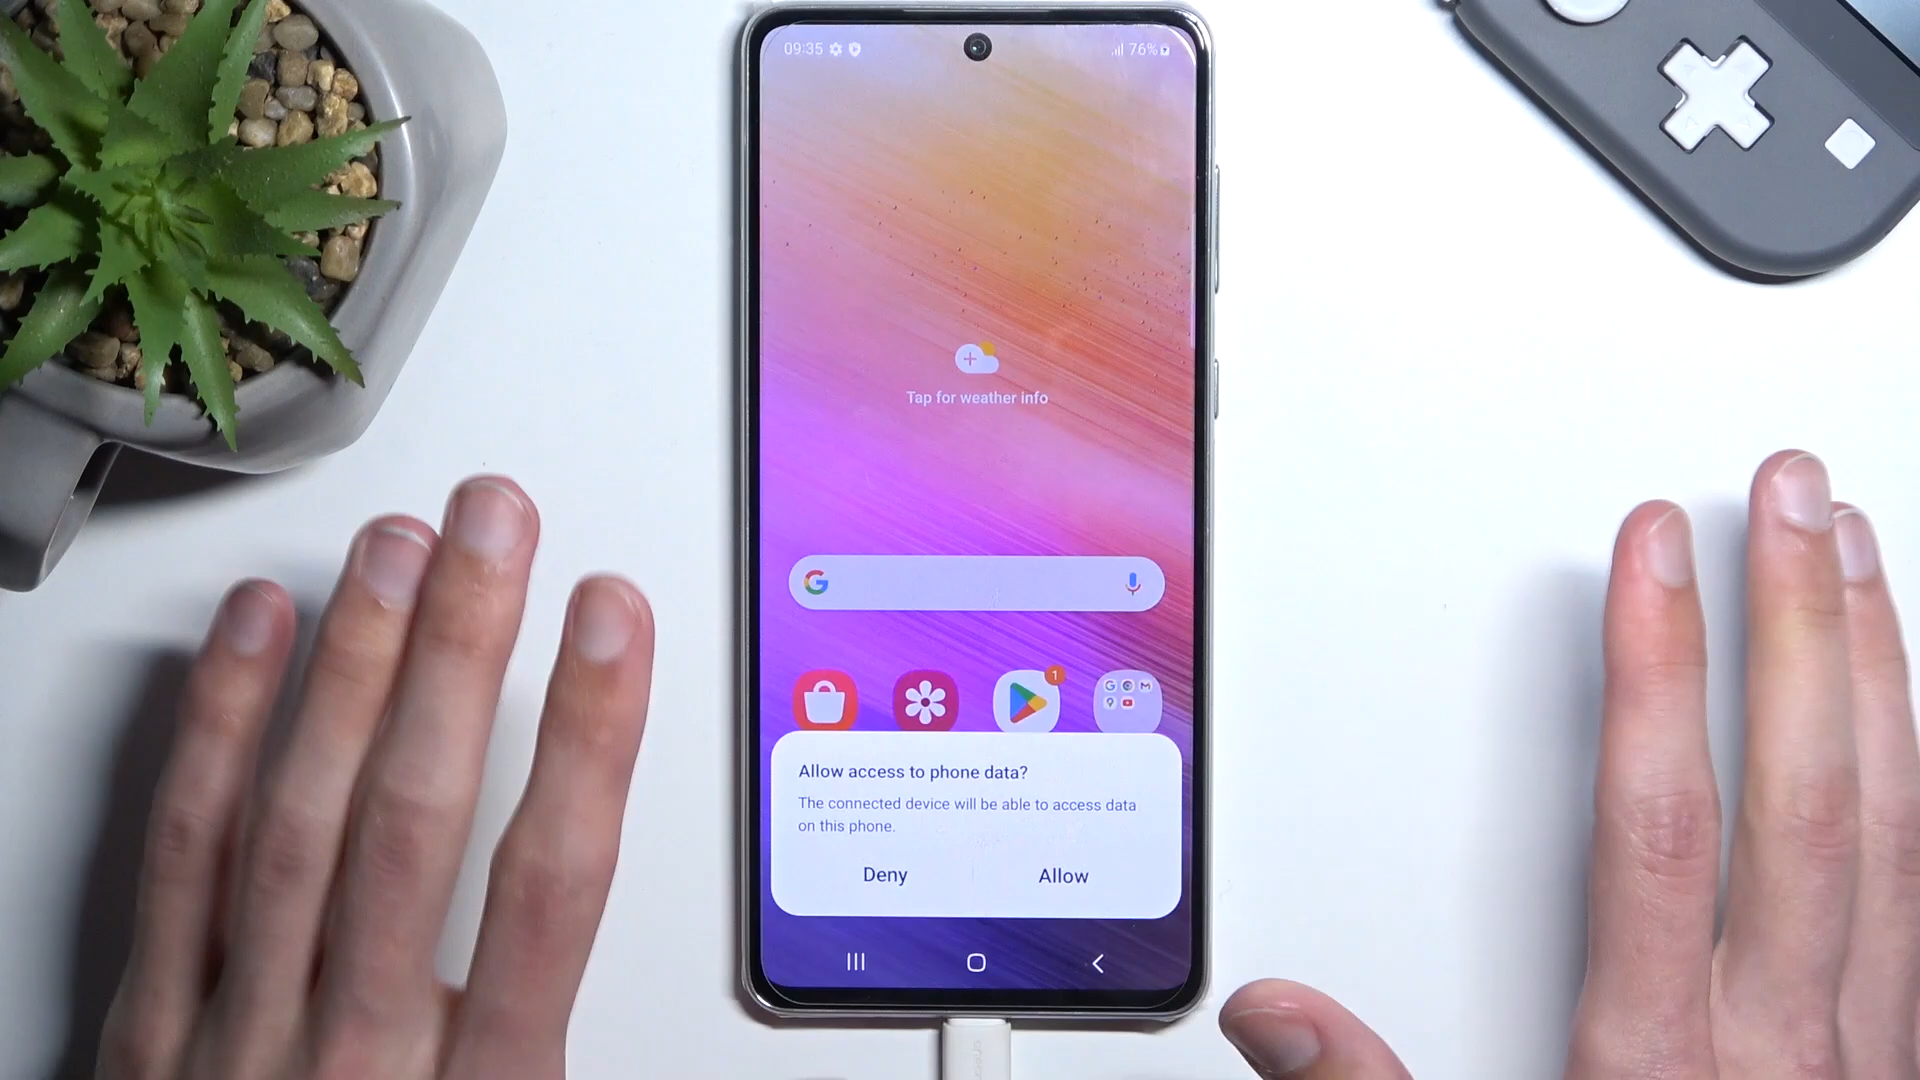 09:35 76%
Tap for weather info
1
Allow access to phone data?
The connected device will be able to access data
on this phone.
Deny Allow